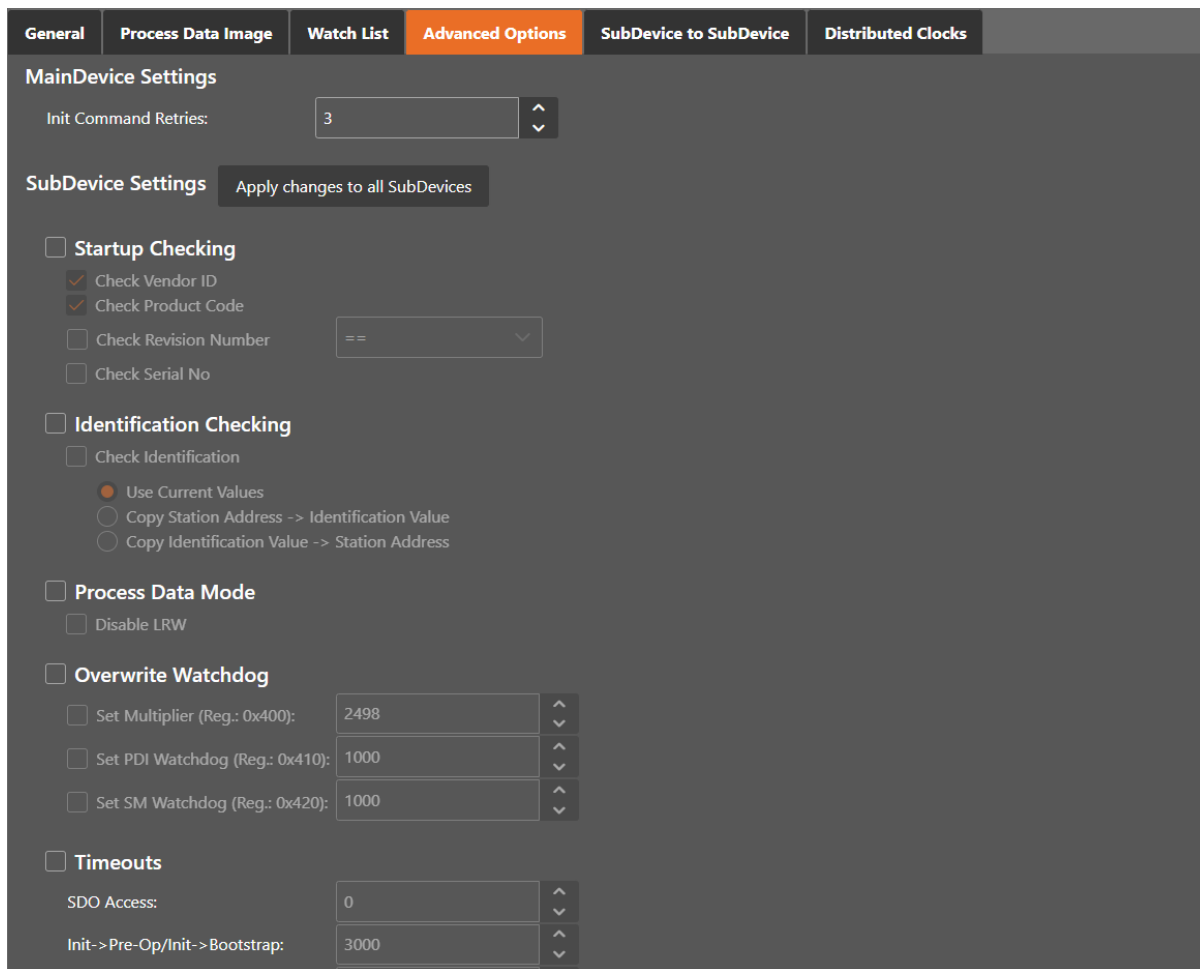 General Process Data Image Watch List Advanced Options SubDevice to SubDevice Distributed Clocks
MainDevice Settings
Init Command Retries: 3
SubDevice Settings Apply changes to all SubDevices
Startup Checking
Check Vendor ID
Check Product Code
Check Revision Number ==
Check Serial No
Identification Checking
Check Identification
Use Current Values
Copy Station Address -> Identification Value
Copy Identification Value -> Station Address
Process Data Mode
Disable LRW
Overwrite Watchdog
Set Multiplier (Reg.: 0x400): 2498
Set PDI Watchdog (Reg.: 0x410): 1000
Set SM Watchdog (Reg.: 0x420): 1000
Timeouts
SDO Access: 0
Init->Pre-Op/Init->Bootstrap: 3000